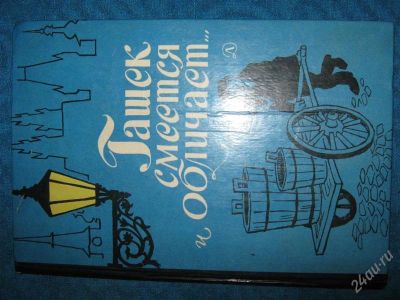 Гашек
смеется
и обличает...
24au.ru